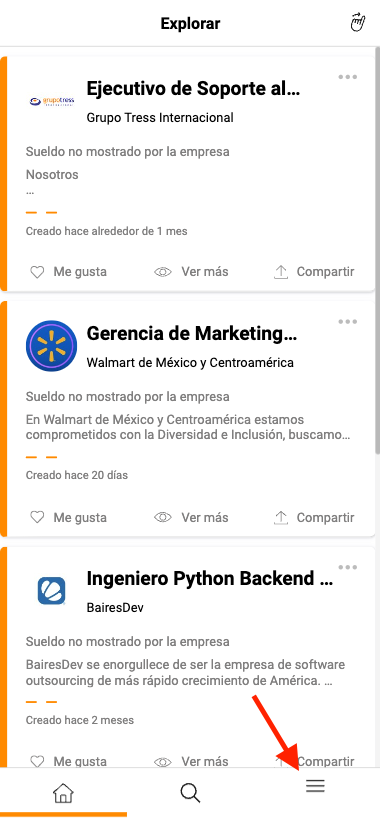 Explorar
Ejecutivo de Soporte al...
grupotress
Grupo Tress Internacional
Sueldo no mostrado por la empresa
Nosotros
...
Creado hace alrededor de 1 mes
Me gusta Ver más Compartir
Gerencia de Marketing...
Walmart de México y Centroamérica
Sueldo no mostrado por la empresa
En Walmart de México y Centroamérica estamos
comprometidos con la Diversidad e Inclusión, buscamo...
Creado hace 20 días
Me gusta Ver más Compartir
Ingeniero Python Backend ...
BairesDev
Sueldo no mostrado por la empresa
BairesDev se enorgullece de ser la empresa de software
outsourcing de más rápido crecimiento de América. ...
Creado hace 2 meses
Me gusta Ver más Compartir